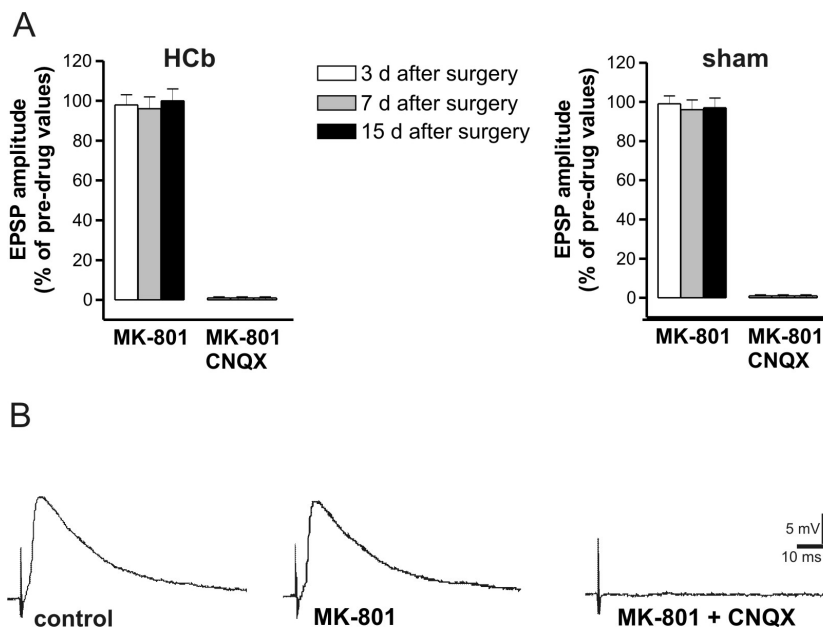 A
HCb
EPSP amplitude
(% of pre-drug values)
120
100
80
60
40
20
0
MK-801
MK-801
CNQX
3 d after surgery
7 d after surgery
15 d after surgery
sham
EPSP amplitude
(% of pre-drug values)
120
100
80
60
40
20
0
MK-801
MK-801
CNQX
B
control
MK-801
MK-801 + CNQX
5 mV
10 ms